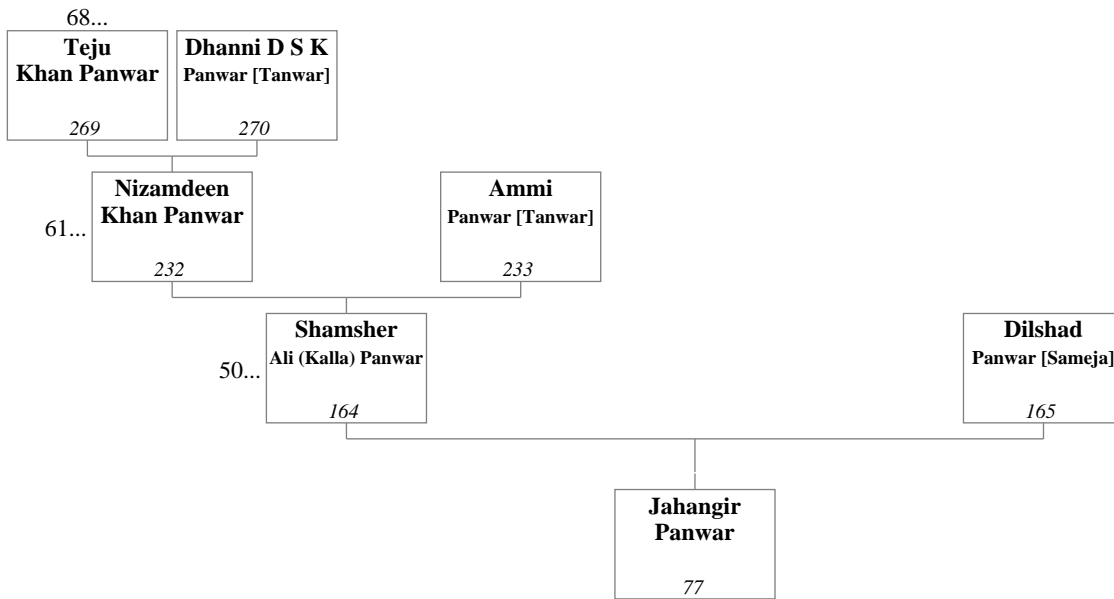 68...
Teju
Khan Panwar
269
Dhanni D S K
Panwar [Tanwar]
270
61...
Nizamdeen
Khan Panwar
232
Ammi
Panwar [Tanwar]
233
50...
Shamsher
Ali (Kalla) Panwar
164
Dilshad
Panwar [Sameja]
165
Jahangir
Panwar
77